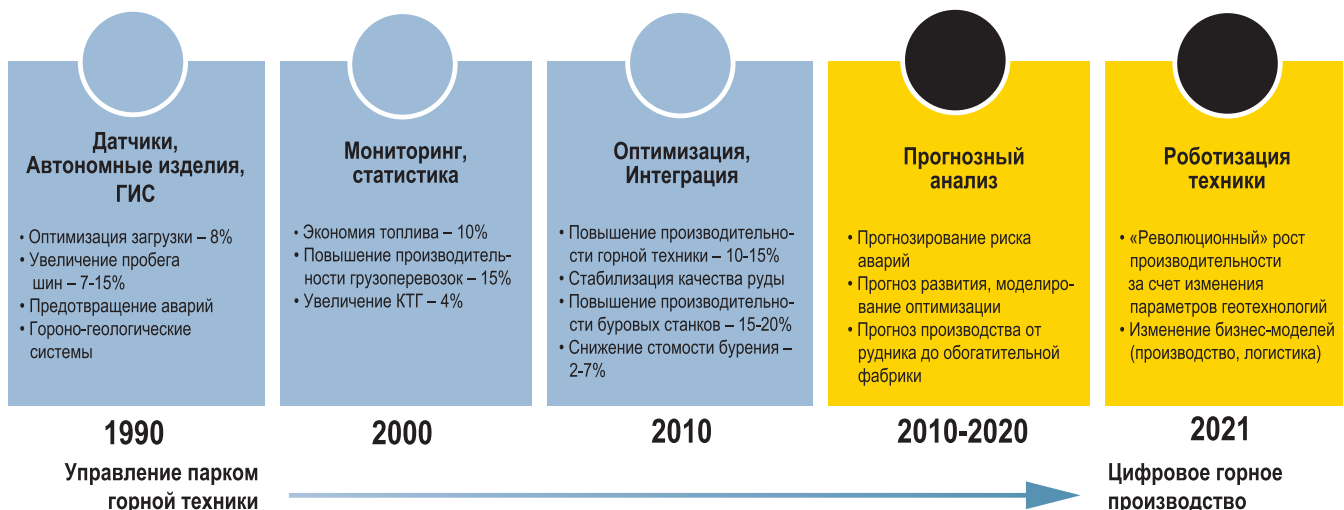 Датчики,
Автономные изделия,
ГИС
• Оптимизация загрузки – 8%
• Увеличение пробега
шин – 7-15%
• Предотвращение аварий
• Гороно-геологические
системы
1990
Мониторинг,
статистика
• Экономия топлива – 10%
• Повышение производитель-
ности грузоперевозок – 15%
• Увеличение КТГ – 4%
2000
Оптимизация,
Интеграция
• Повышение производительно-
сти горной техники – 10-15%
• Стабилизация качества руды
• Повышение производительно-
сти буровых станков – 15-20%
• Снижение стомости бурения –
2-7%
2010
Прогнозный
анализ
• Прогнозирование риска
аварий
• Прогноз развития, моделиро-
вание оптимизации
• Прогноз производства от
рудника до обогатительной
фабрики
2010-2020
Роботизация
техники
• «Революционный» рост
производительности
за счет изменения
параметров геотехнологий
• Изменение бизнес-моделей
(производство, логистика)
2021
Управление парком
горной техники
Цифровое горное
производство